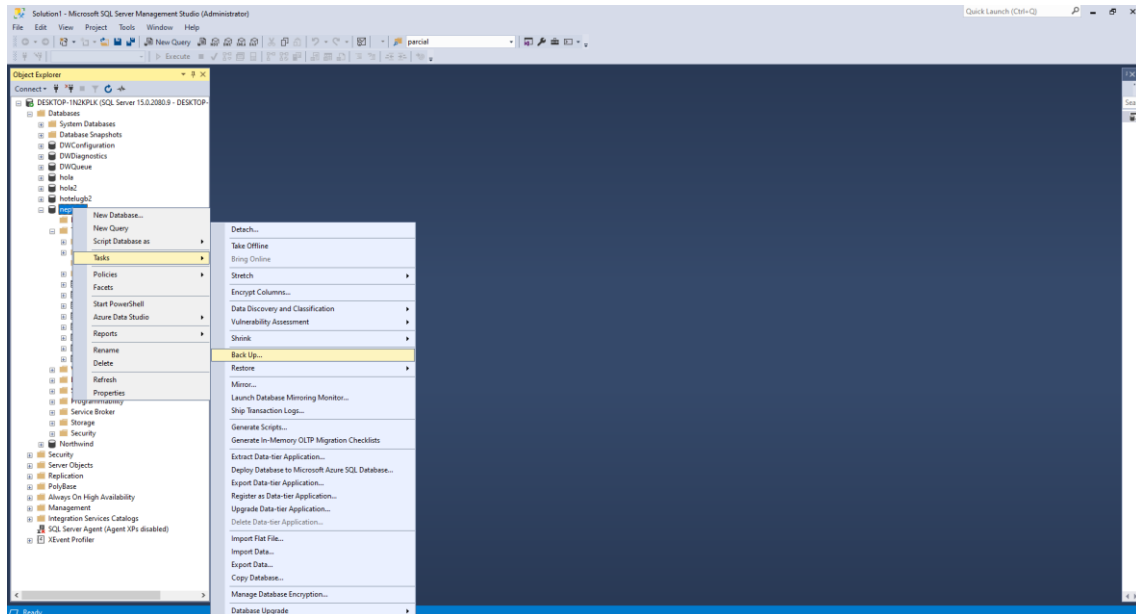 Solution1 - Microsoft SQL Server Management Studio (Administrator)
Quick Launch (Ctrl+Q)
File Edit View Project Tools Window Help
New Query
parcial
Execute
Object Explorer
Connect
DESKTOP-1N2KPLK (SQL Server 15.0.2080.9 - DESKTOP-
Databases
System Databases
Database Snapshots
DWConfiguration
DWDiagnostics
DWQueue
hola
hola2
hotelugb2
Programmability
Service Broker
Storage
Security
Northwind
Security
Server Objects
Replication
PolyBase
Always On High Availability
Management
Integration Services Catalogs
SQL Server Agent (Agent XPs disabled)
XEvent Profiler
New Database...
New Query
Script Database as
Tasks
Policies
Facets
Start PowerShell
Azure Data Studio
Reports
Rename
Delete
Refresh
Properties
Detach...
Take Offline
Bring Online
Stretch
Encrypt Columns...
Data Discovery and Classification
Vulnerability Assessment
Shrink
Back Up...
Restore
Mirror...
Launch Database Mirroring Monitor...
Ship Transaction Logs...
Generate Scripts...
Generate In-Memory OLTP Migration Checklists
Extract Data-tier Application...
Deploy Database to Microsoft Azure SQL Database...
Export Data-tier Application...
Register as Data-tier Application...
Upgrade Data-tier Application...
Delete Data-tier Application...
Import Flat File...
Import Data...
Export Data...
Copy Database...
Manage Database Encryption...
Database Upgrade
Sea
Ready